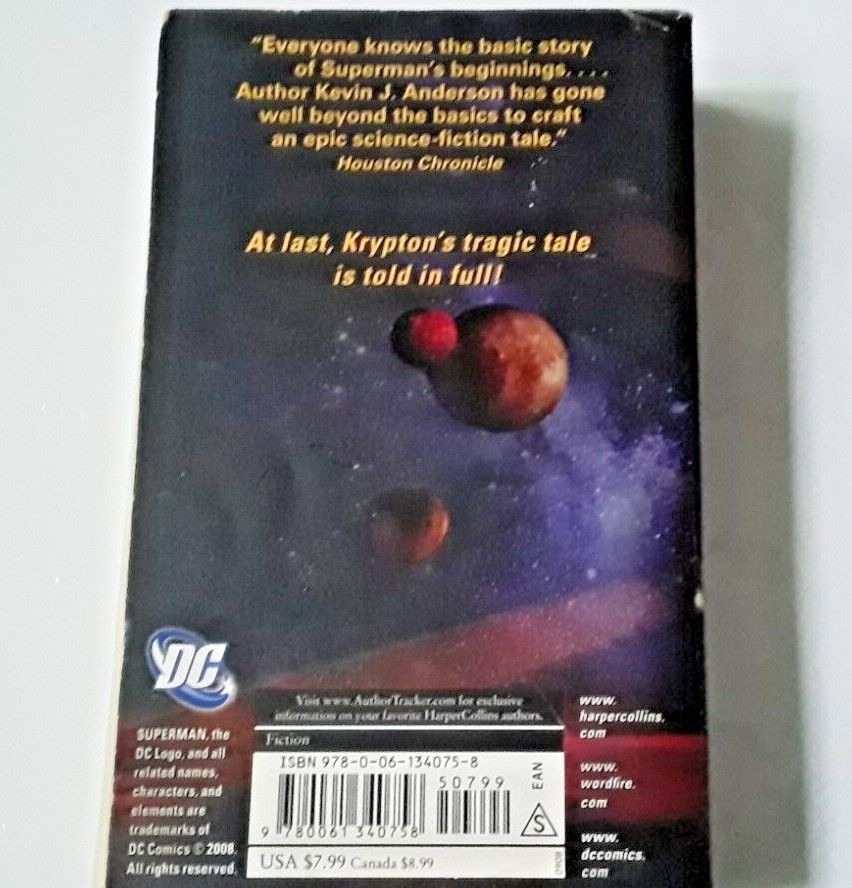 "Everyone knows the basic story
of Superman's beginnings....
Author Kevin J. Anderson has gone
well beyond the basics to craft
an epic science-fiction tale."
Houston Chronicle
At last, Krypton's tragic tale
is told in full!
DC
SUPERMAN, the
DC Logo, and all
related names,
characters, and
elements are
trademarks of
DC Comics © 2008.
All rights reserved.
Visit www.AuthorTracker.com for exclusive
information on your favorite HarperCollins authors.
Fiction
ISBN 978-0-06-134075-8
50799
EAN
9 780061 340758
S
USA $7.99 Canada $8.99
0908
www.
harpercollins.
com
www.
wordfire.
com
www.
dccomics.
com